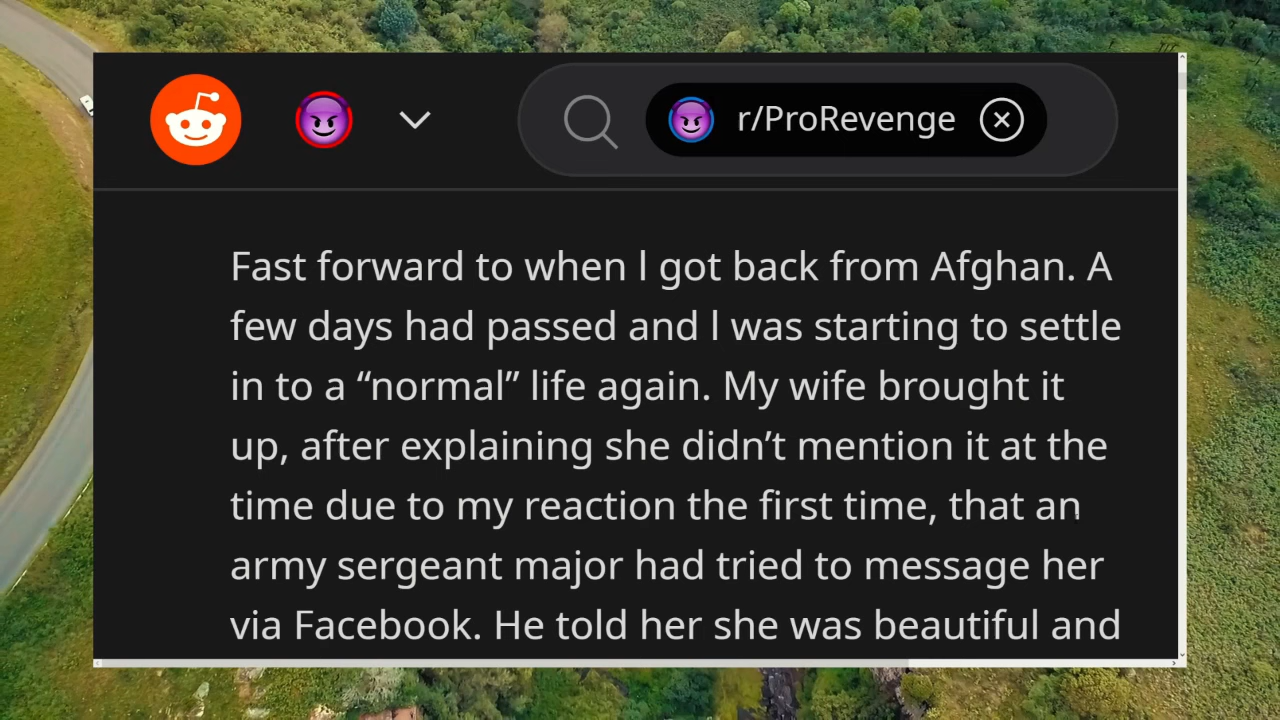 r/ProRevenge
Fast forward to when I got back from Afghan. A
few days had passed and I was starting to settle
in to a “normal” life again. My wife brought it
up, after explaining she didn’t mention it at the
time due to my reaction the first time, that an
army sergeant major had tried to message her
via Facebook. He told her she was beautiful and